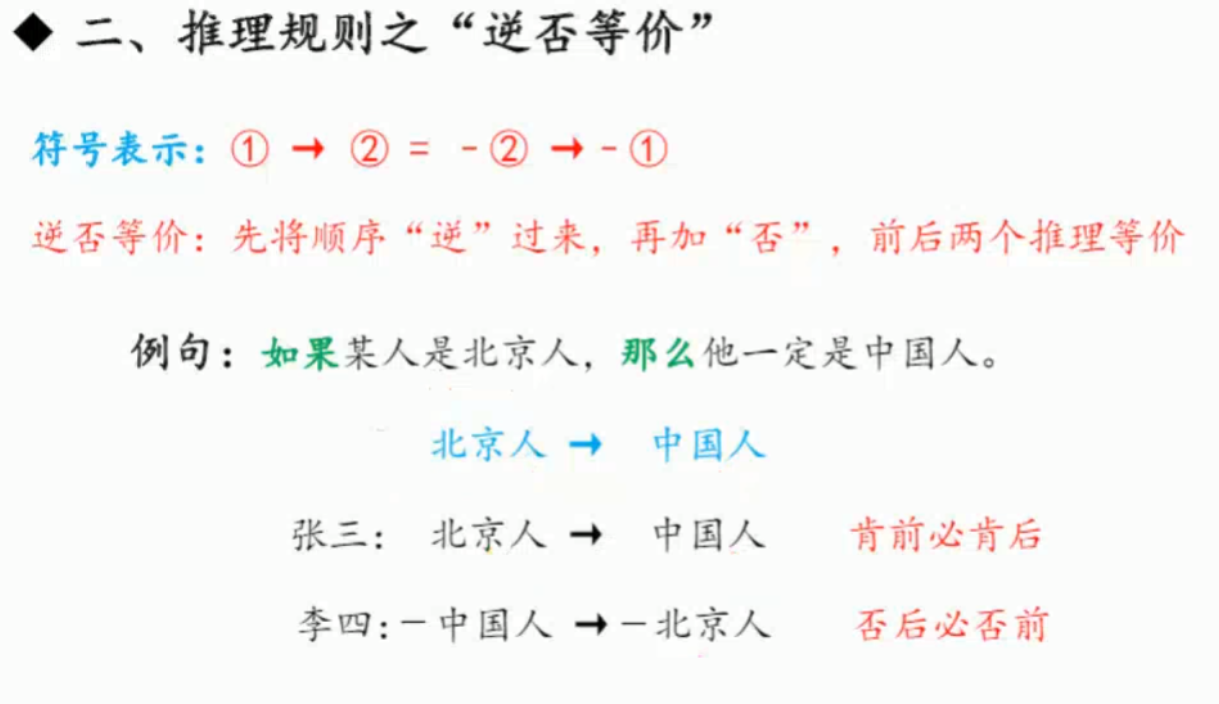 ◆ 二、推理规则之“逆否等价”
符号表示：① → ② = -② → -①
逆否等价：先将顺序“逆”过来，再加“否”，前后两个推理等价
例句：如果某人是北京人，那么他一定是中国人。
北京人 → 中国人
张三： 北京人 → 中国人 肯前必肯后
李四：－中国人 → －北京人 否后必否前